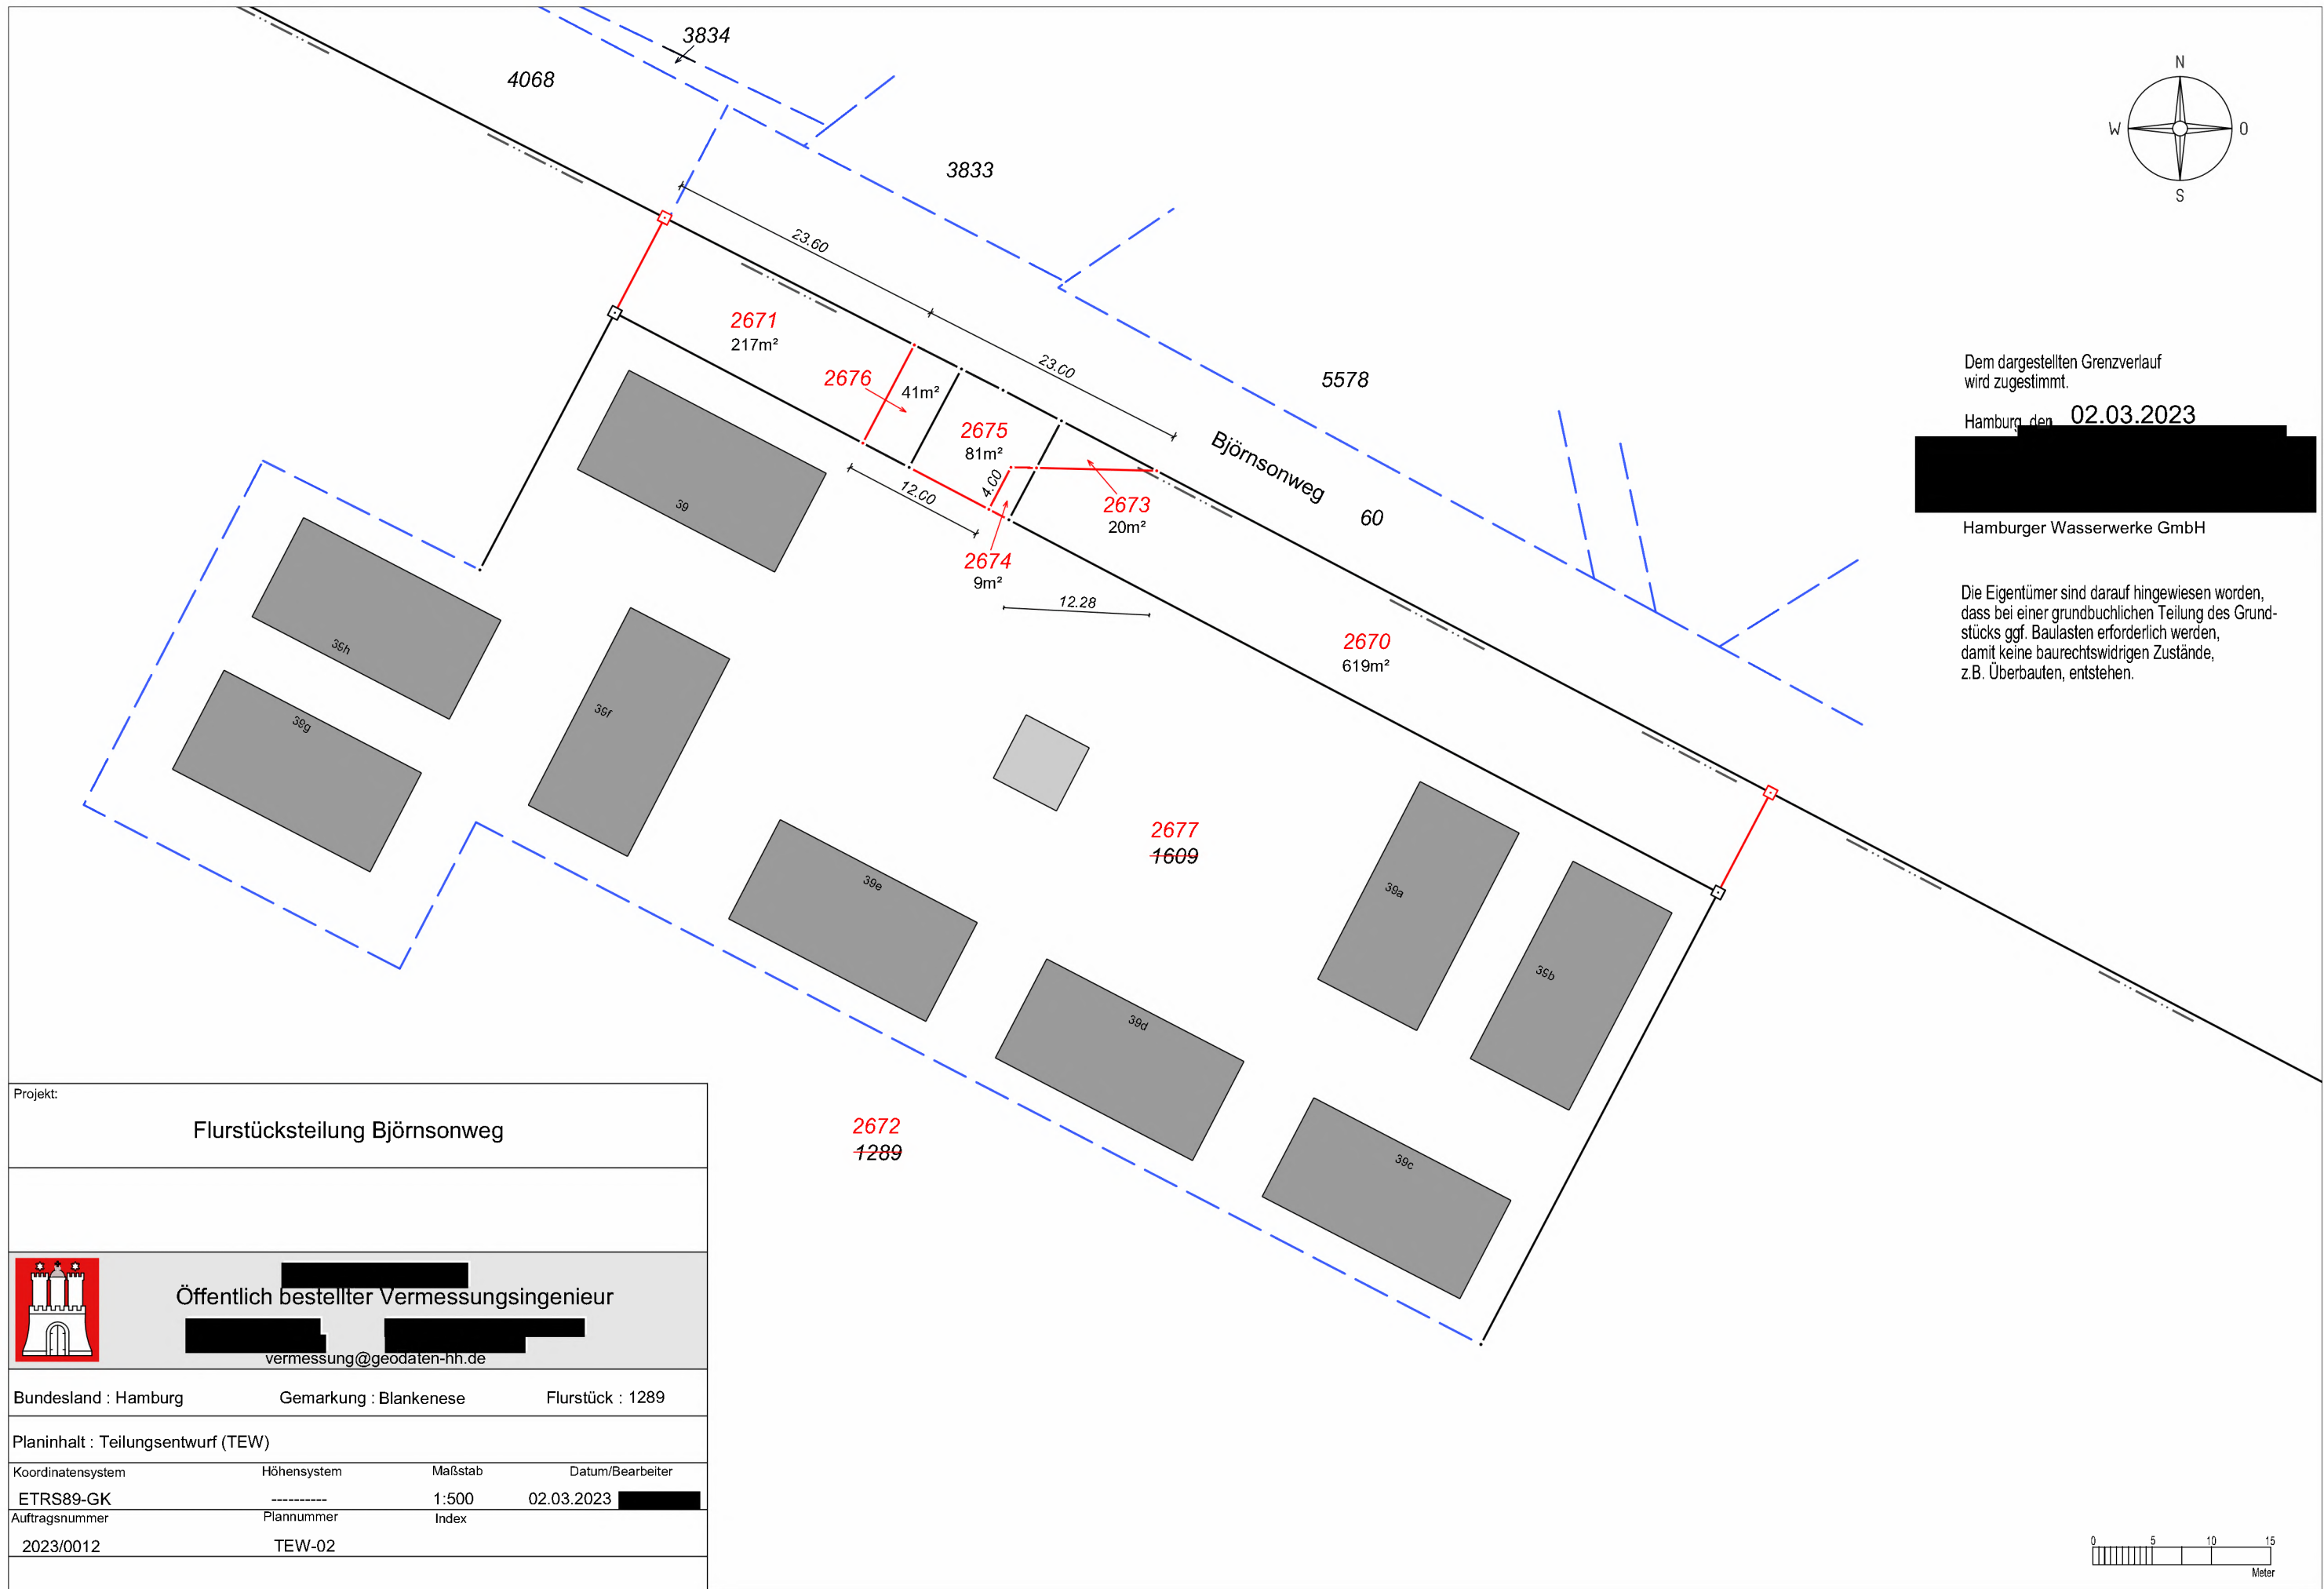 3834
4068
3833
N
W
O
S
23.60
2671
217m²
2676
41m²
23.00
5578
Dem dargestellten Grenzverlauf
wird zugestimmt.
Hamburg, den 02.03.2023
Hamburger Wasserwerke GmbH
2675
81m²
Björnsonweg
60
4.00
12.00
2673
20m²
2674
9m²
12.28
39
Die Eigentümer sind darauf hingewiesen worden,
dass bei einer grundbuchlichen Teilung des Grund-
stücks ggf. Baulasten erforderlich werden,
damit keine baurechtswidrigen Zustände,
z.B. Überbauten, entstehen.
2670
619m²
39h
39g
39f
2677
1609
39e
39a
39b
39d
39c
2672
1289
Projekt:
Flurstücksteilung Björnsonweg
Öffentlich bestellter Vermessungsingenieur
vermessung@geodaten-hh.de
Bundesland : Hamburg Gemarkung : Blankenese Flurstück : 1289
Planinhalt : Teilungsentwurf (TEW)
Koordinatensystem Höhensystem Maßstab Datum/Bearbeiter
ETRS89-GK ---------- 1:500 02.03.2023
Auftragsnummer Plannummer Index
2023/0012 TEW-02
0 5 10 15
Meter